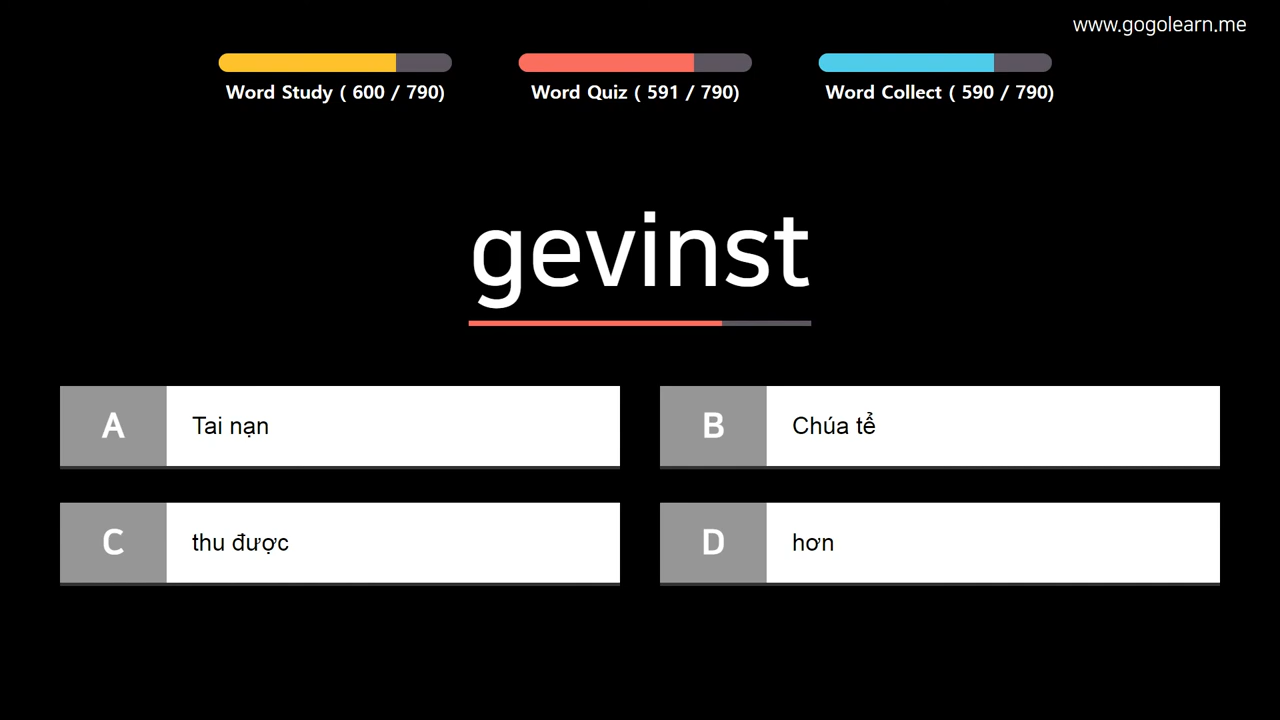 www.gogolearn.me
Word Study ( 600 / 790)
Word Quiz ( 591 / 790)
Word Collect ( 590 / 790)
gevinst
A Tai nạn
B Chúa tể
C thu được
D hơn